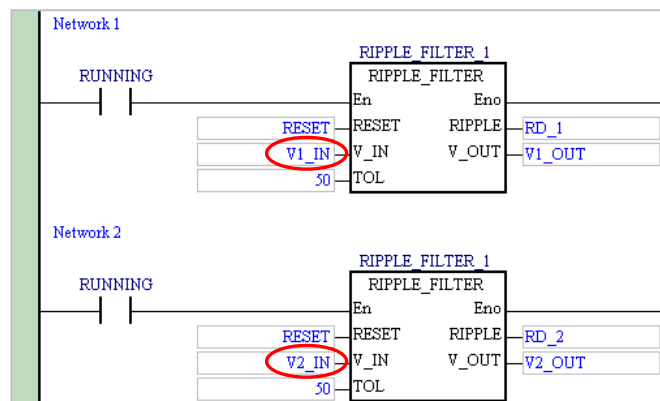 Network 1
RIPPLE_FILTER_1
RUNNING RIPPLE_FILTER
En Eno
RESET RESET RIPPLE RD_1
V1_IN V_IN V_OUT V1_OUT
50 TOL
Network 2
RIPPLE_FILTER_1
RUNNING RIPPLE_FILTER
En Eno
RESET RESET RIPPLE RD_2
V2_IN V_IN V_OUT V2_OUT
50 TOL